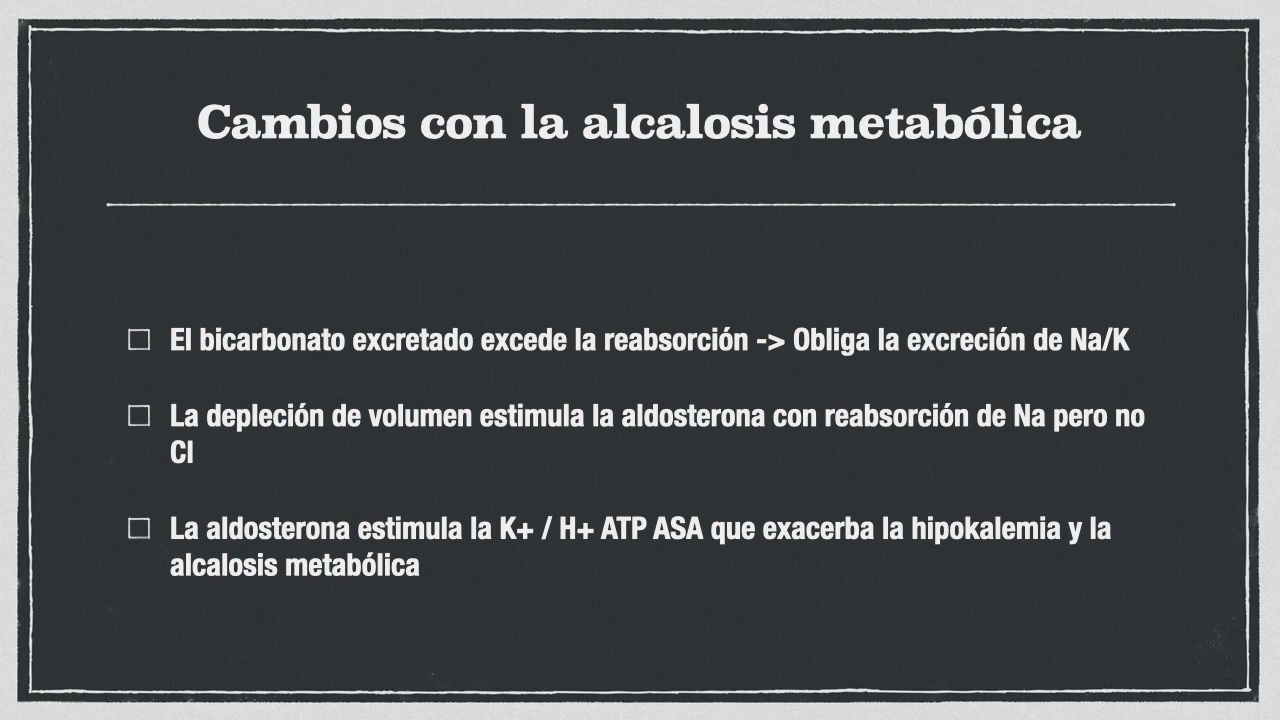 Cambios con la alcalosis metabólica
El bicarbonato excretado excede la reabsorción -> Obliga la excreción de Na/K
La depleción de volumen estimula la aldosterona con reabsorción de Na pero no
Cl
La aldosterona estimula la K+ / H+ ATP ASA que exacerba la hipokalemia y la
alcalosis metabólica